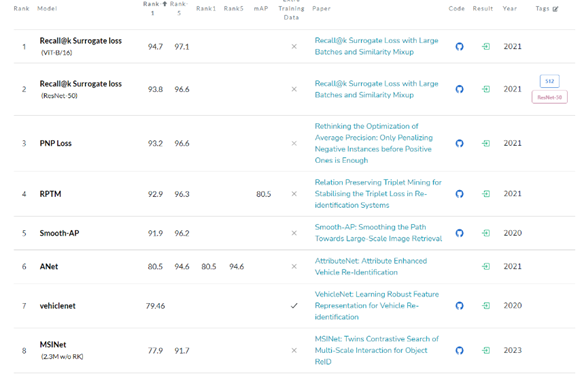 Rank Model Rank 1 Rank-5 Rank1 Rank5 mAP Extra Training Data Paper Code Result Year Tags
1 Recall@k Surrogate loss (ViT-B/16) 94.7 97.1 × Recall@k Surrogate Loss with Large Batches and Similarity Mixup 2021
2 Recall@k Surrogate loss (ResNet-50) 93.8 96.6 × Recall@k Surrogate Loss with Large Batches and Similarity Mixup 2021 512 ResNet-50
3 PNP Loss 93.2 96.6 × Rethinking the Optimization of Average Precision: Only Penalizing Negative Instances before Positive Ones is Enough 2021
4 RPTM 92.9 96.3 80.5 × Relation Preserving Triplet Mining for Stabilising the Triplet Loss in Re-identification Systems 2021
5 Smooth-AP 91.9 96.2 × Smooth-AP: Smoothing the Path Towards Large-Scale Image Retrieval 2020
6 ANet 80.5 94.6 80.5 94.6 × AttributeNet: Attribute Enhanced Vehicle Re-Identification 2021
7 vehiclenet 79.46 ✓ VehicleNet: Learning Robust Feature Representation for Vehicle Re-identification 2020
8 MSINet (2.3M w/o RK) 77.9 91.7 × MSINet: Twins Contrastive Search of Multi-Scale Interaction for Object ReID 2023